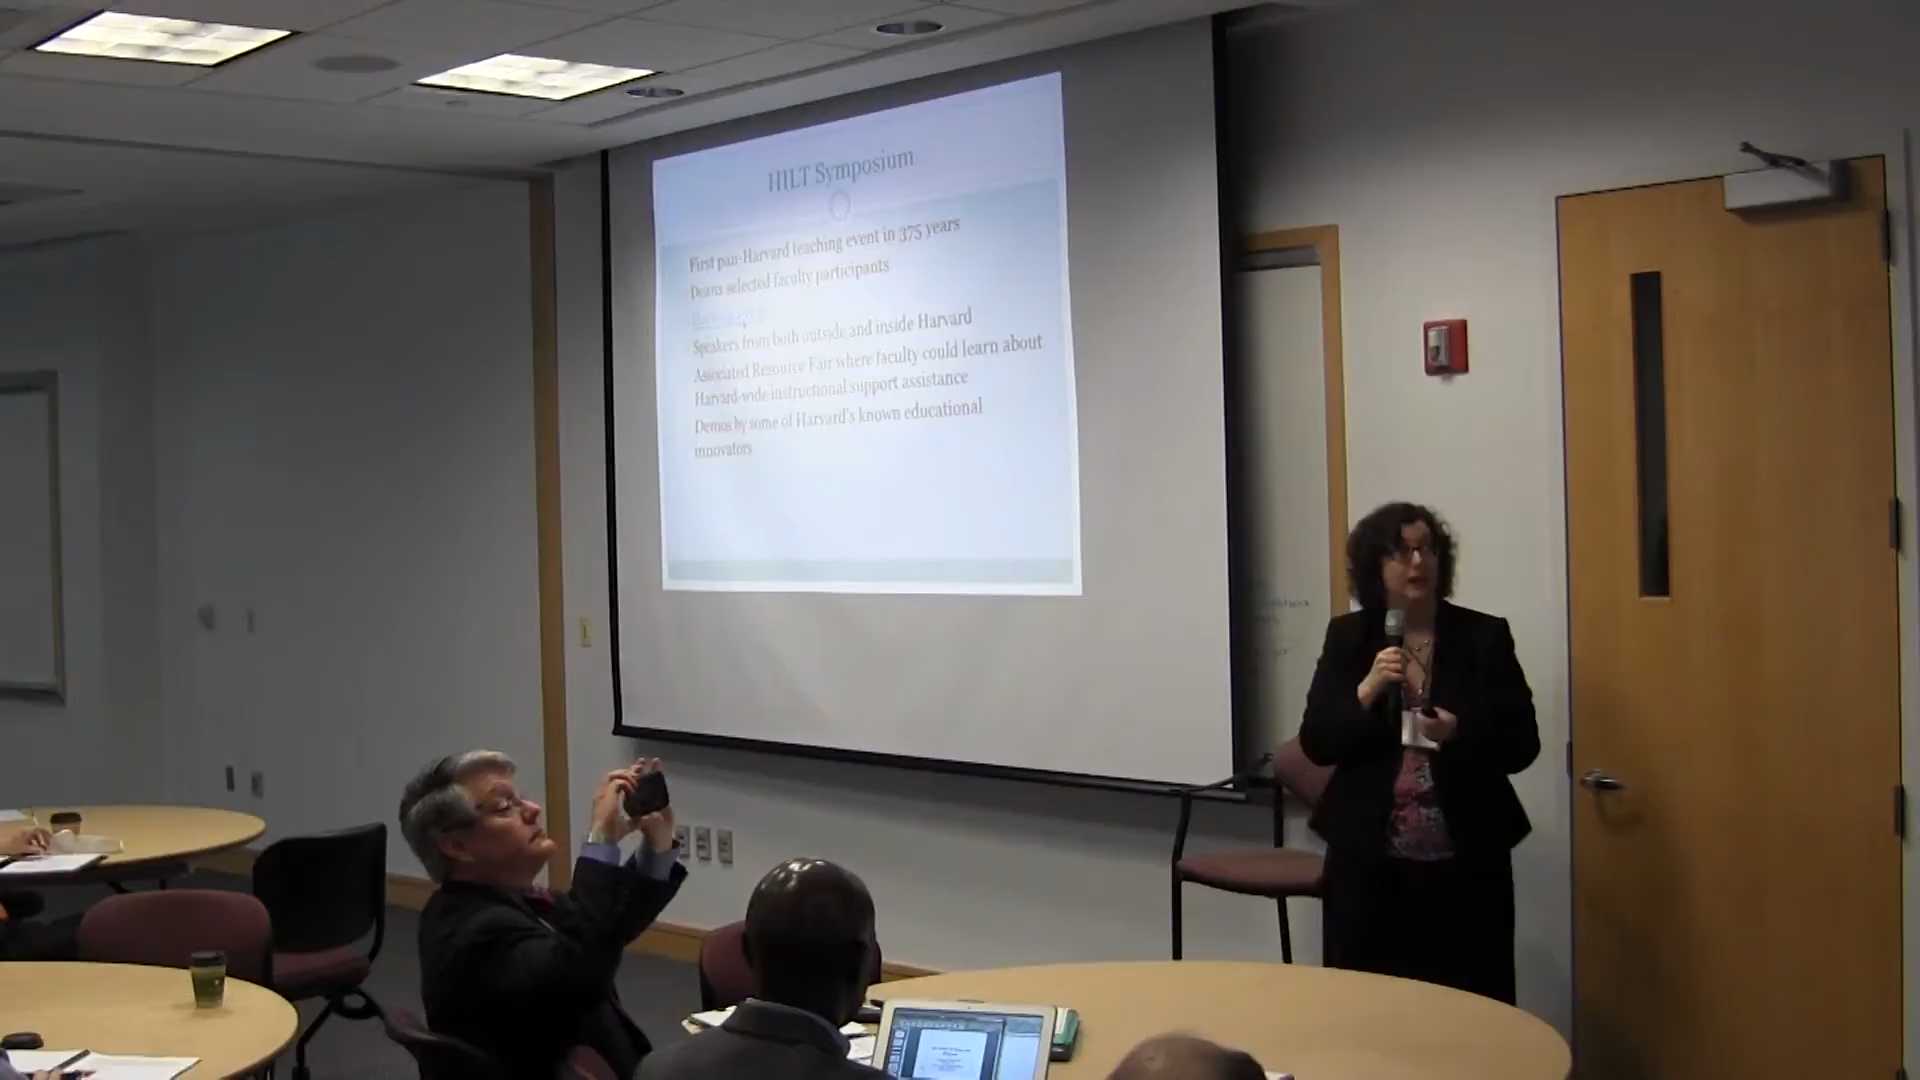 HILT Symposium
First pan-Harvard teaching event in 375 years
Deans selected faculty participants
Speakers from both outside and inside Harvard
Associated Resource Fair where faculty could learn about
Harvard-wide instructional support assistance
Demos by some of Harvard's known educational
innovators